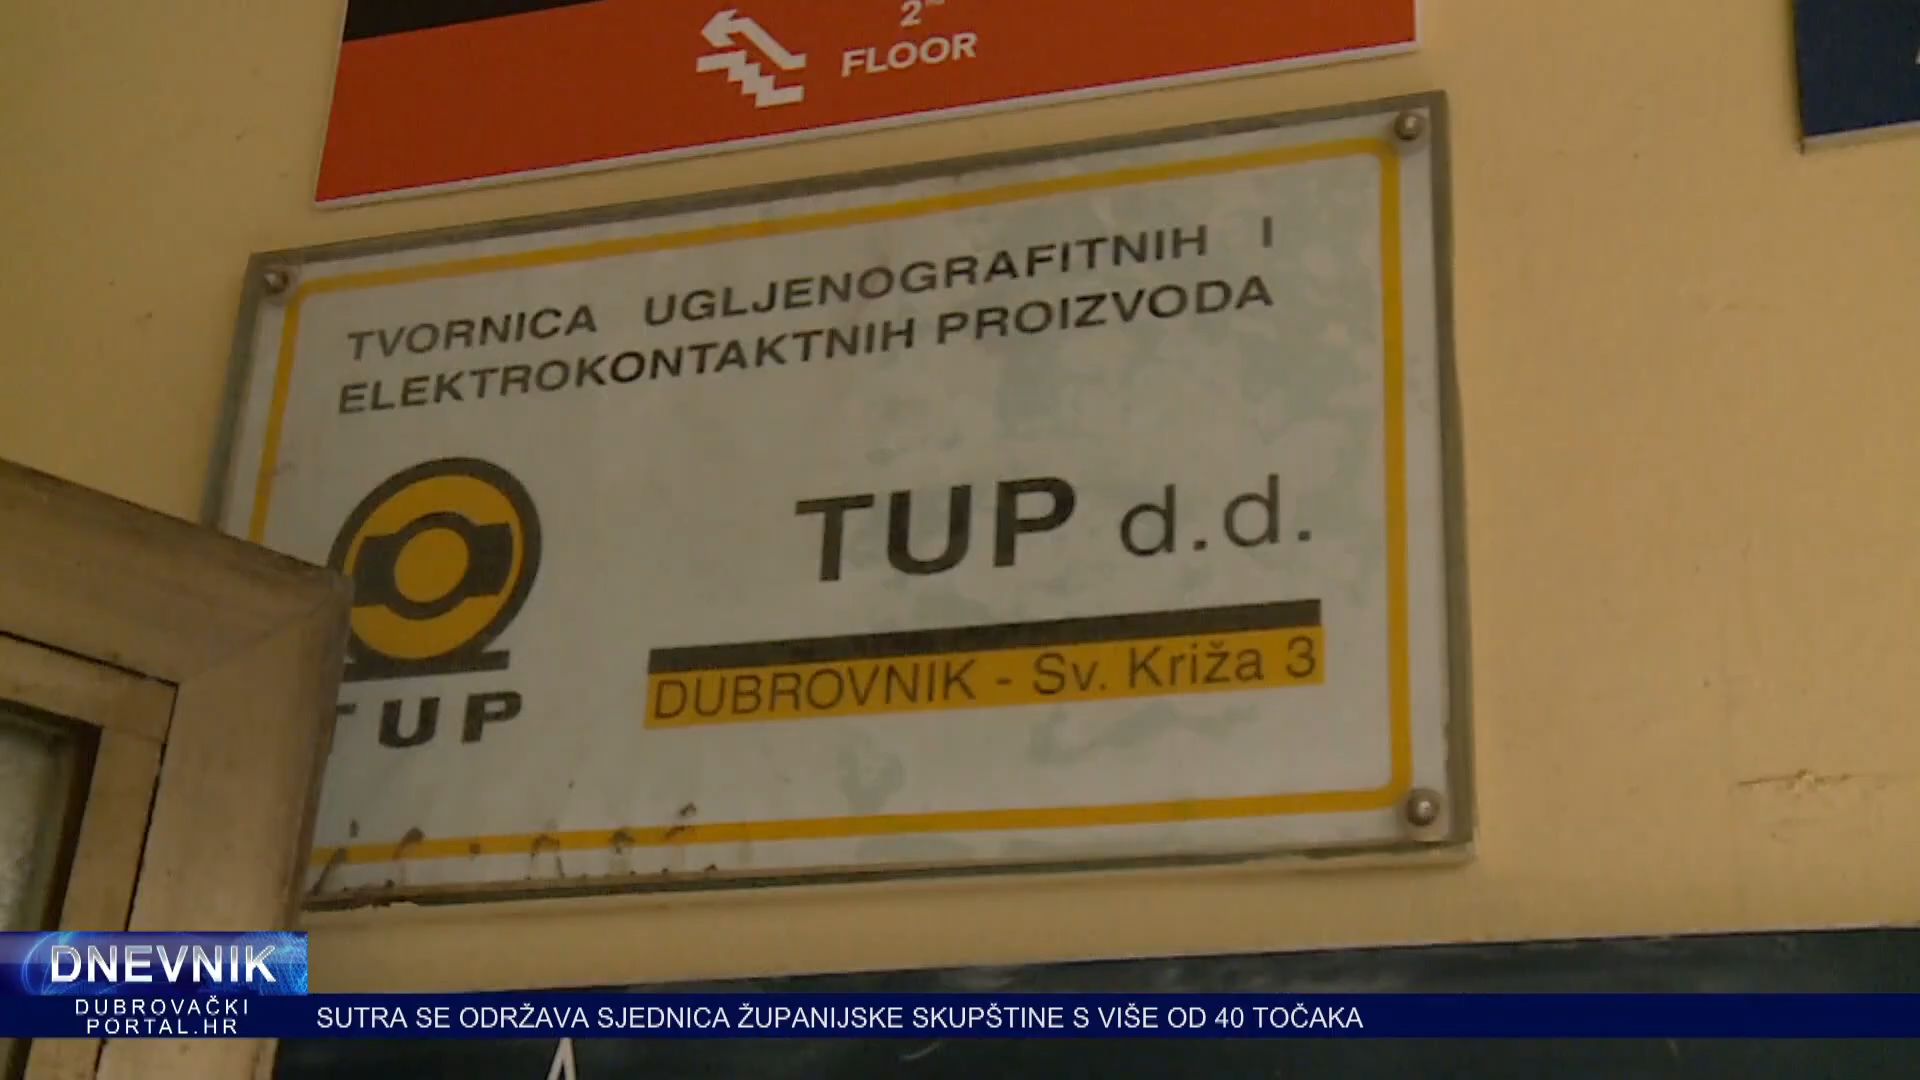 2ND
FLOOR
TVORNICA UGLJENOGRAFITNIH I
ELEKTROKONTAKTNIH PROIZVODA
TUP d.d.
DUBROVNIK - Sv. Križa 3
TUP
DNEVNIK
DUBROVAČKI
PORTAL.HR
SUTRA SE ODRŽAVA SJEDNICA ŽUPANIJSKE SKUPŠTINE S VIŠE OD 40 TOČAKA